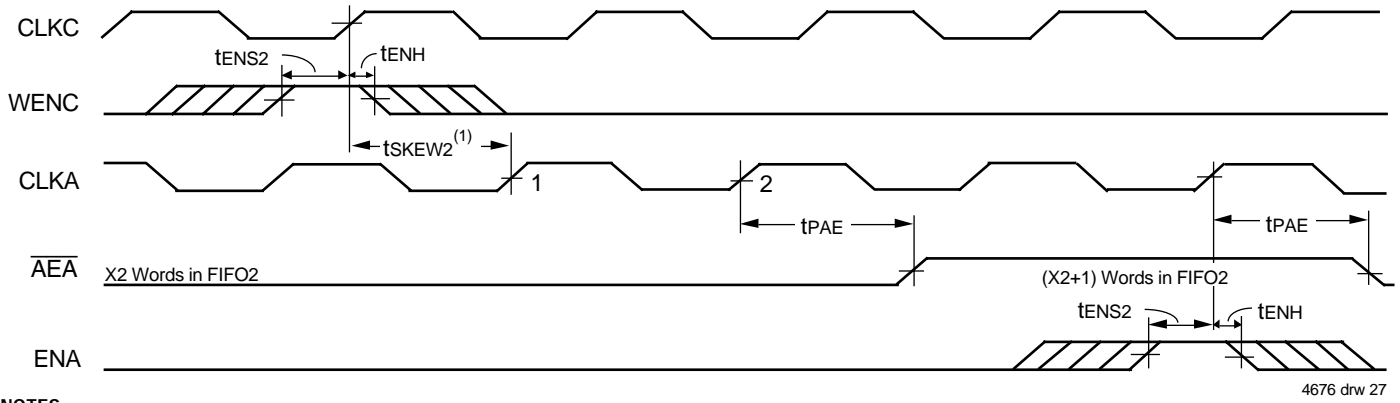 CLKC
tENS2
tENH
WENC
tSKEW2(1)
CLKA
1
2
tPAE
tPAE
AEA
X2 Words in FIFO2
(X2+1) Words in FIFO2
tENS2
tENH
ENA
4676 drw 27
NOTES